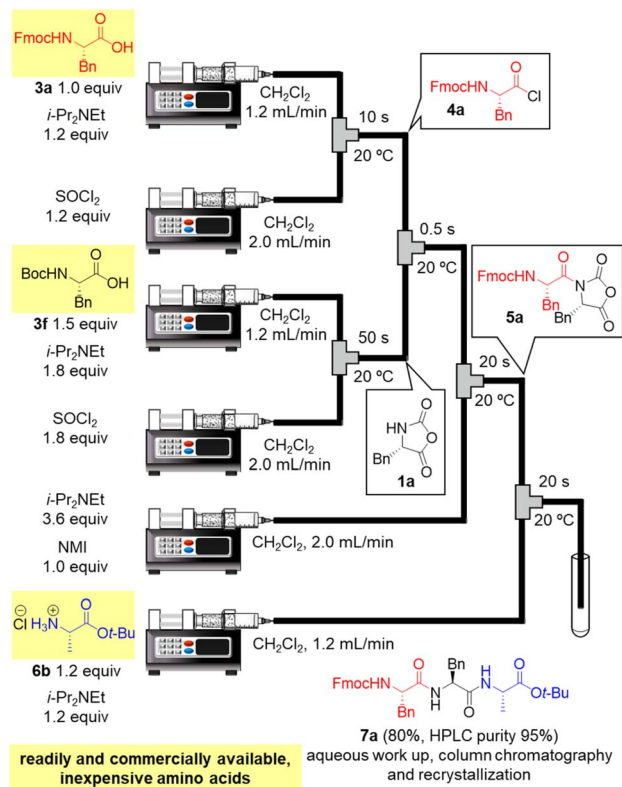 FmocHN
O
OH
Bn
3a 1.0 equiv
i-Pr2NEt
1.2 equiv
CH2Cl2
1.2 mL/min
10 s
20 ºC
FmocHN
O
Cl
Bn
4a
SOCl2
1.2 equiv
CH2Cl2
2.0 mL/min
0.5 s
20 ºC
BocHN
O
OH
Bn
3f 1.5 equiv
i-Pr2NEt
1.8 equiv
CH2Cl2
1.2 mL/min
50 s
20 ºC
FmocHN
O
O
N
O
Bn
Bn
O
5a
SOCl2
1.8 equiv
CH2Cl2
2.0 mL/min
O
HN
O
Bn
O
1a
20 s
20 ºC
i-Pr2NEt
3.6 equiv
NMI
1.0 equiv
CH2Cl2, 2.0 mL/min
20 s
20 ºC
Cl
H3N
O
Ot-Bu
6b 1.2 equiv
i-Pr2NEt
1.2 equiv
CH2Cl2, 1.2 mL/min
FmocHN
O
Bn
N
H
Bn
O
H
N
O
Ot-Bu
7a (80%, HPLC purity 95%)
aqueous work up, column chromatography
and recrystallization
readily and commercially available,
inexpensive amino acids